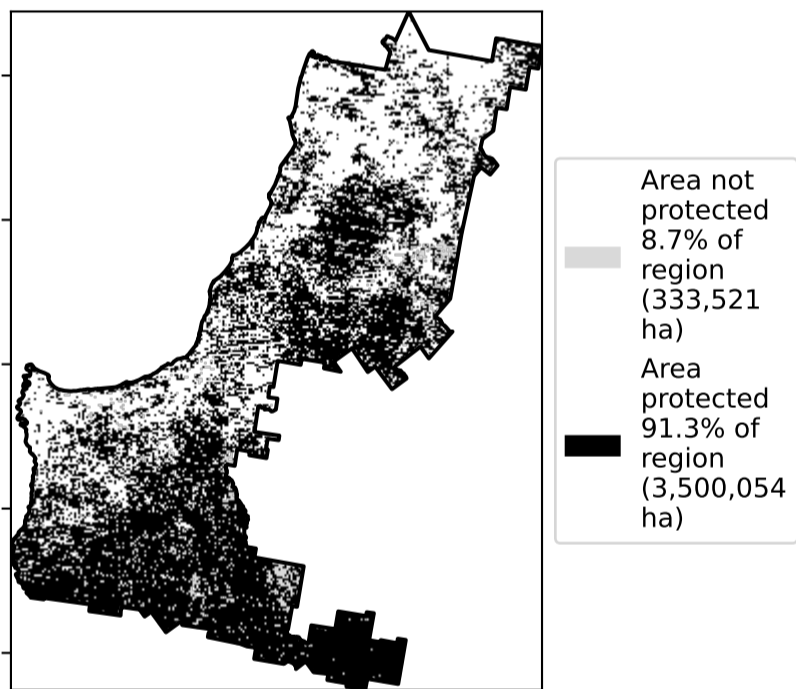 Area not
protected
8.7% of
region
(333,521
ha)
Area
protected
91.3% of
region
(3,500,054
ha)